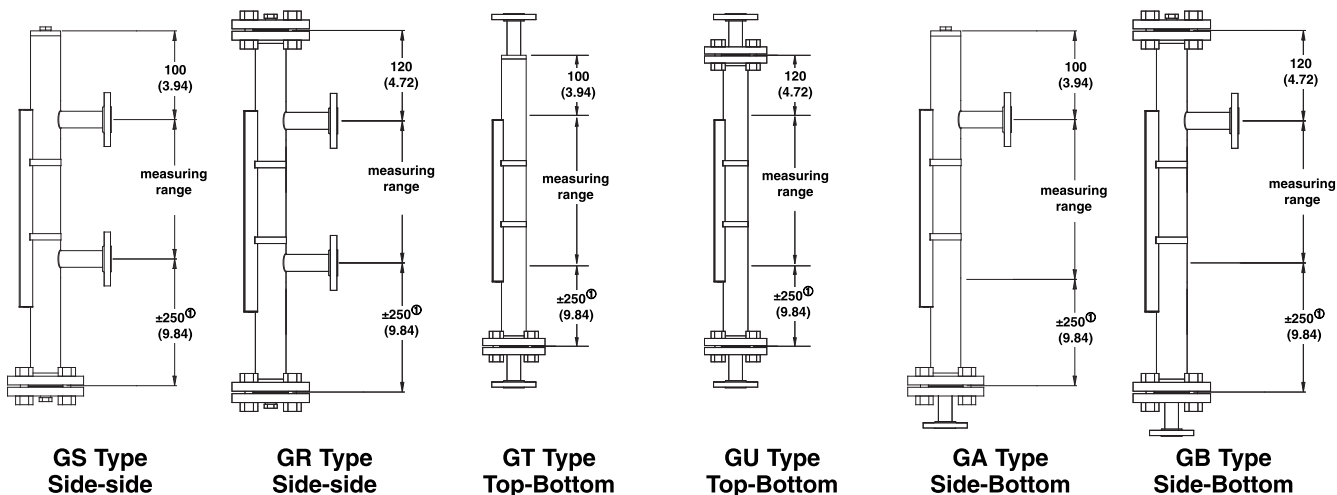 100
(3.94)
measuring
range
±250①
(9.84)
GS Type
Side-side
120
(4.72)
measuring
range
±250①
(9.84)
GR Type
Side-side
100
(3.94)
measuring
range
±250①
(9.84)
GT Type
Top-Bottom
120
(4.72)
measuring
range
±250①
(9.84)
GU Type
Top-Bottom
100
(3.94)
measuring
range
±250①
(9.84)
GA Type
Side-Bottom
120
(4.72)
measuring
range
±250①
(9.84)
GB Type
Side-Bottom